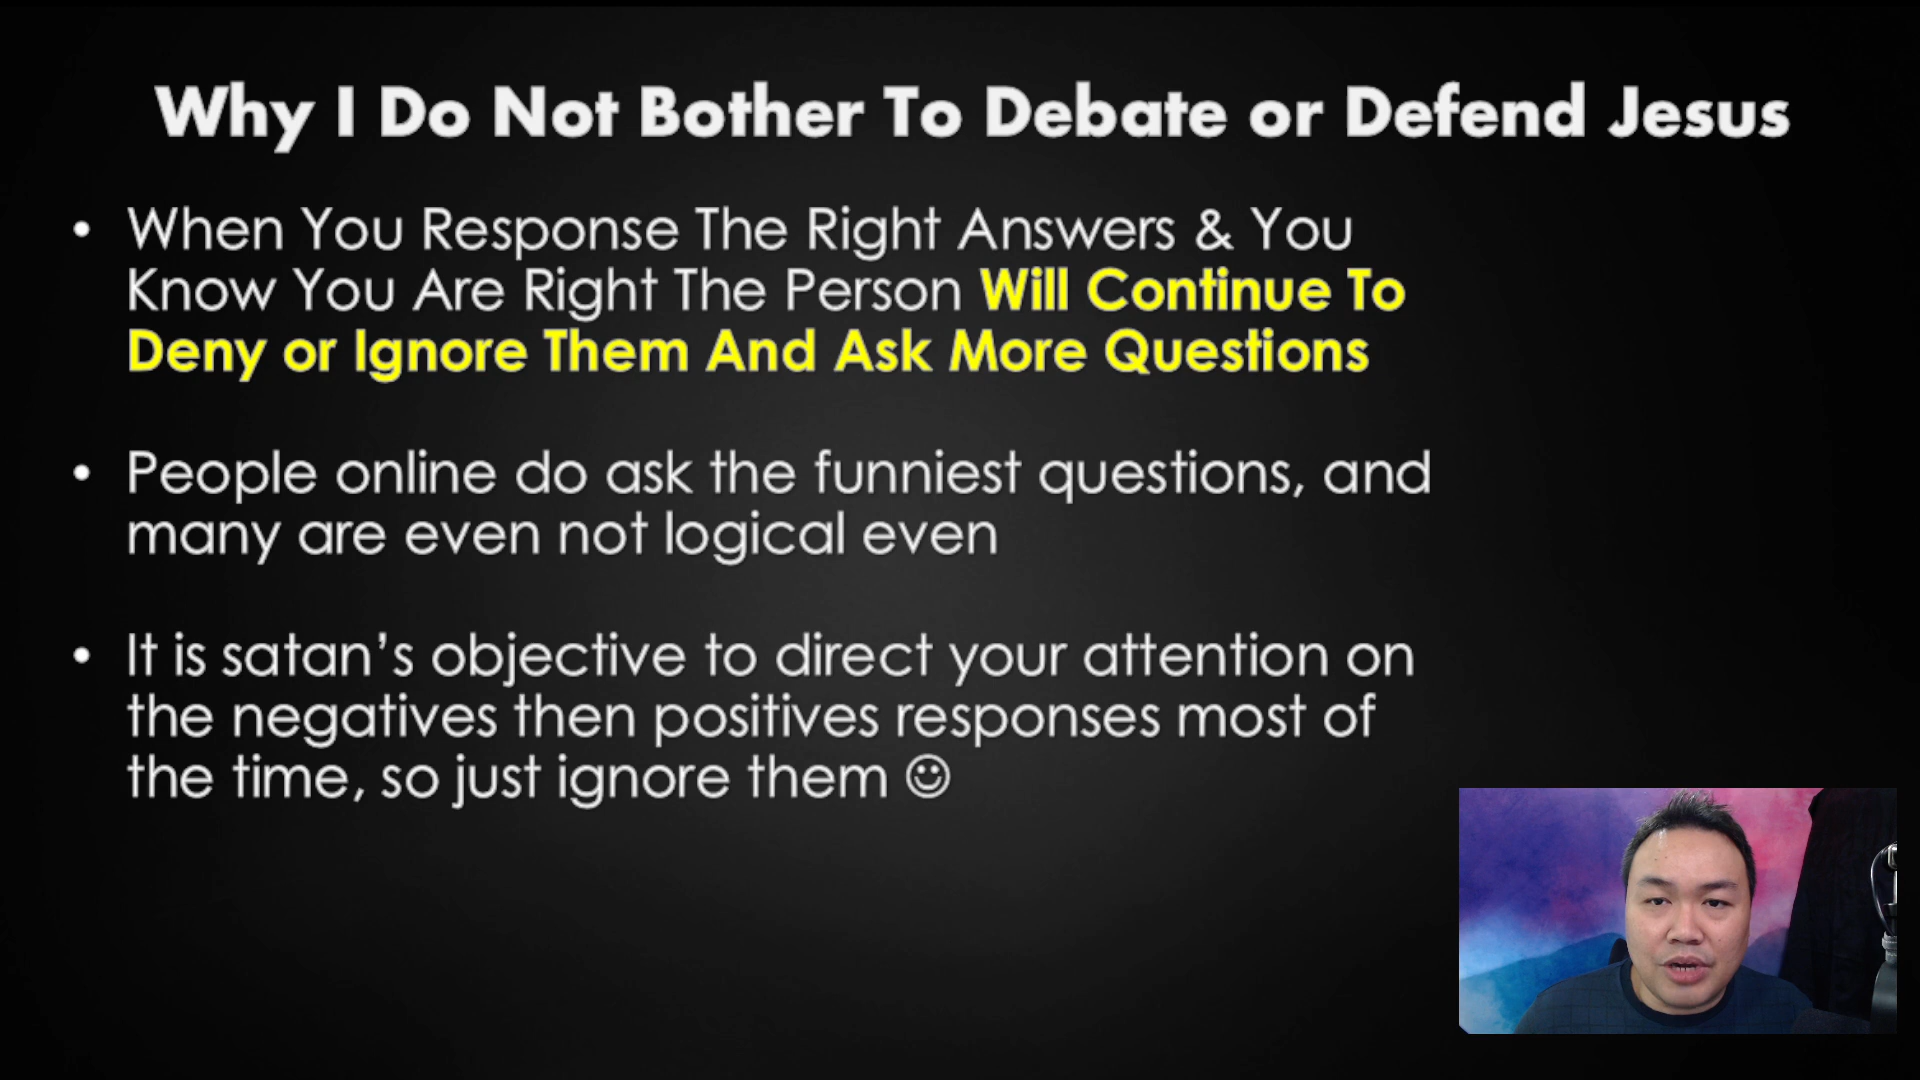 Why I Do Not Bother To Debate or Defend Jesus
• When You Response The Right Answers & You
Know You Are Right The Person Will Continue To
Deny or Ignore Them And Ask More Questions
• People online do ask the funniest questions, and
many are even not logical even
• It is satan’s objective to direct your attention on
the negatives then positives responses most of
the time, so just ignore them ☺